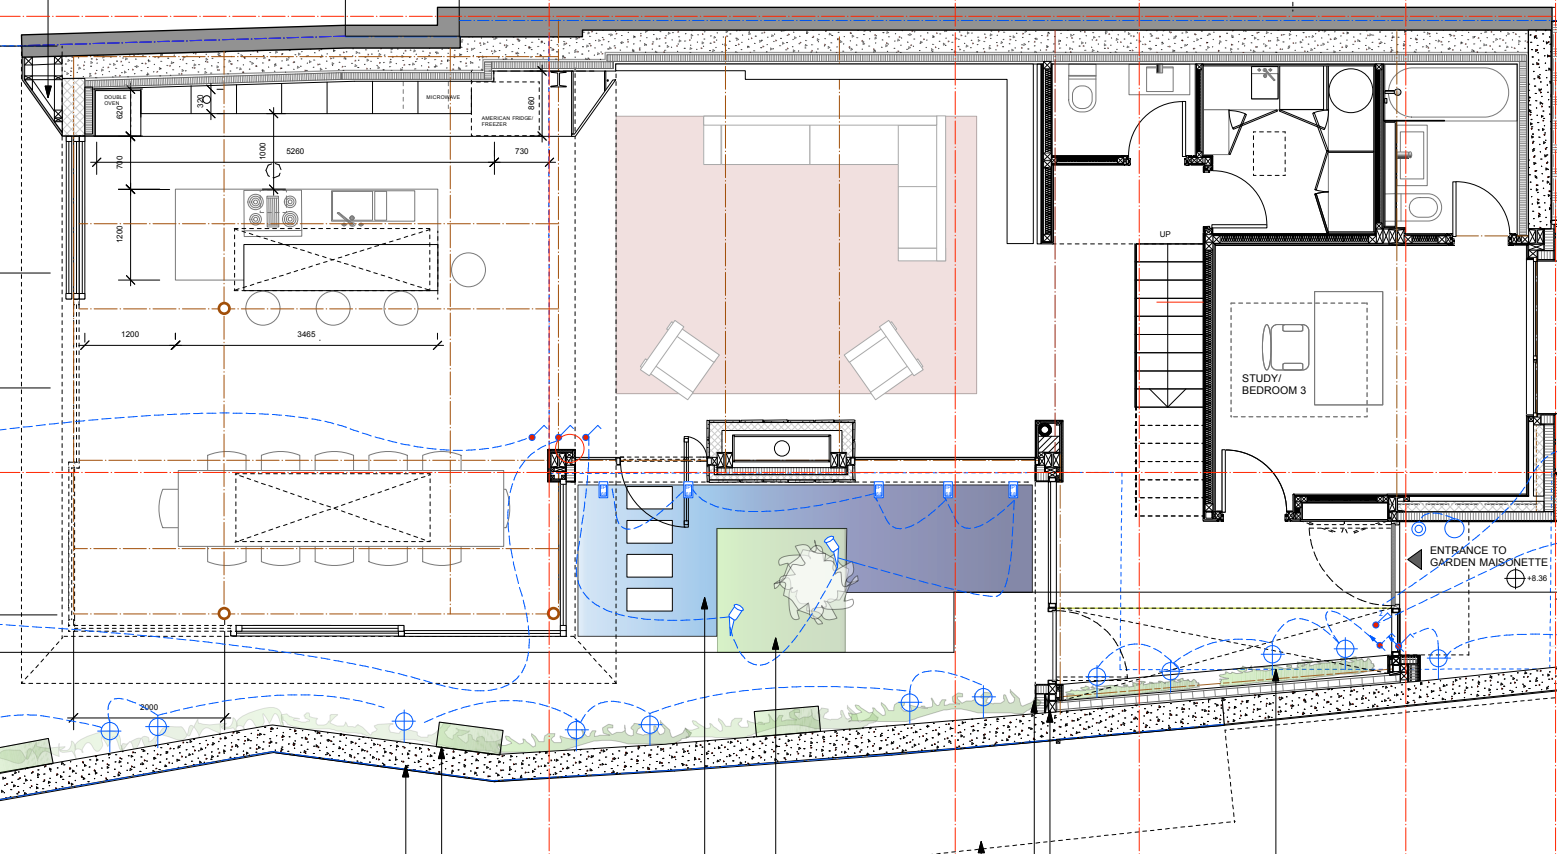 DOUBLE
OVEN
620
320
MICROWAVE
AMERICAN FRIDGE/
FREEZER
860
5260
730
700
1000
1200
1200
3465
UP
STUDY/
BEDROOM 3
ENTRANCE TO
GARDEN MAISONETTE
+8.36
2000